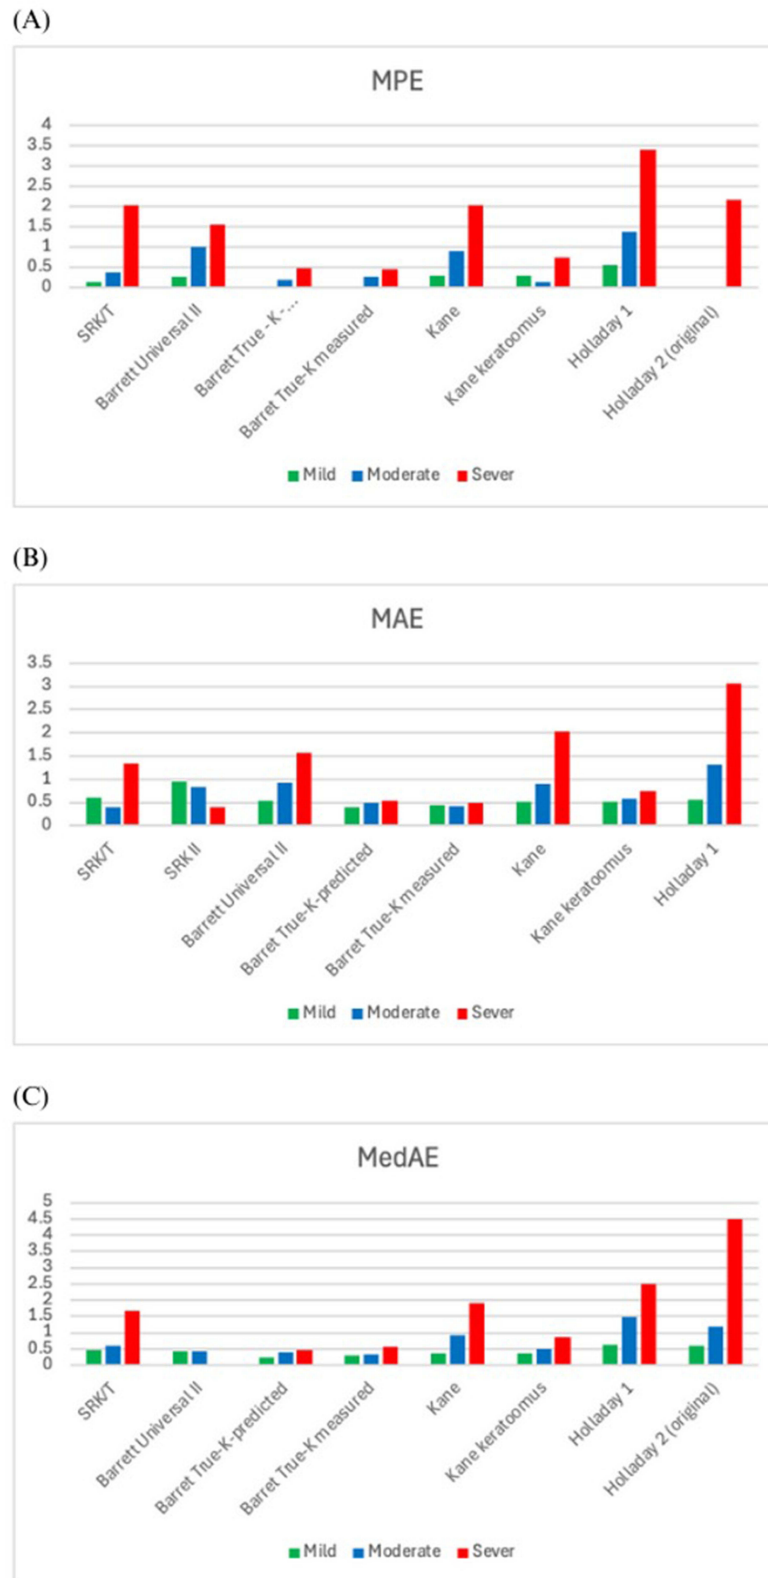 (A)
MPE
4
3.5
3
2.5
2
1.5
1
0.5
0
SRK/T
Barrett Universal II
Barrett True - K -...
Barret True-K measured
Kane
Kane keratoomus
Holladay 1
Holladay 2 (original)
Mild Moderate Sever
(B)
MAE
3.5
3
2.5
2
1.5
1
0.5
0
SRK/T
SRK II
Barrett Universal II
Barret True-K-predicted
Barret True-K measured
Kane
Kane keratoomus
Holladay 1
Mild Moderate Sever
(C)
MedAE
5
4.5
4
3.5
3
2.5
2
1.5
1
0.5
0
SRK/T
Barrett Universal II
Barret True-K-predicted
Barret True-K measured
Kane
Kane keratoomus
Holladay 1
Holladay 2 (original)
Mild Moderate Sever